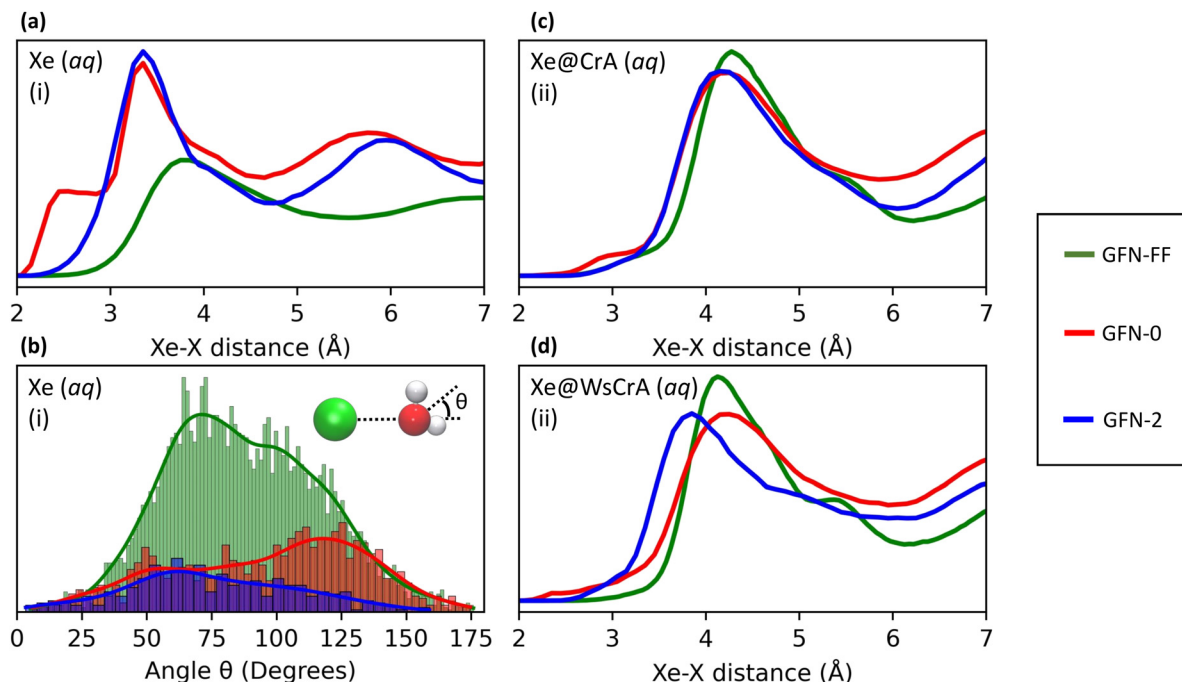 (a)
Xe (aq)
(i)
2 3 4 5 6 7
Xe-X distance (Å)
(c)
Xe@CrA (aq)
(ii)
2 3 4 5 6 7
Xe-X distance (Å)
(b)
Xe (aq)
(i)
θ
0 25 50 75 100 125 150 175
Angle θ (Degrees)
(d)
Xe@WsCrA (aq)
(ii)
2 3 4 5 6 7
Xe-X distance (Å)
GFN-FF
GFN-0
GFN-2